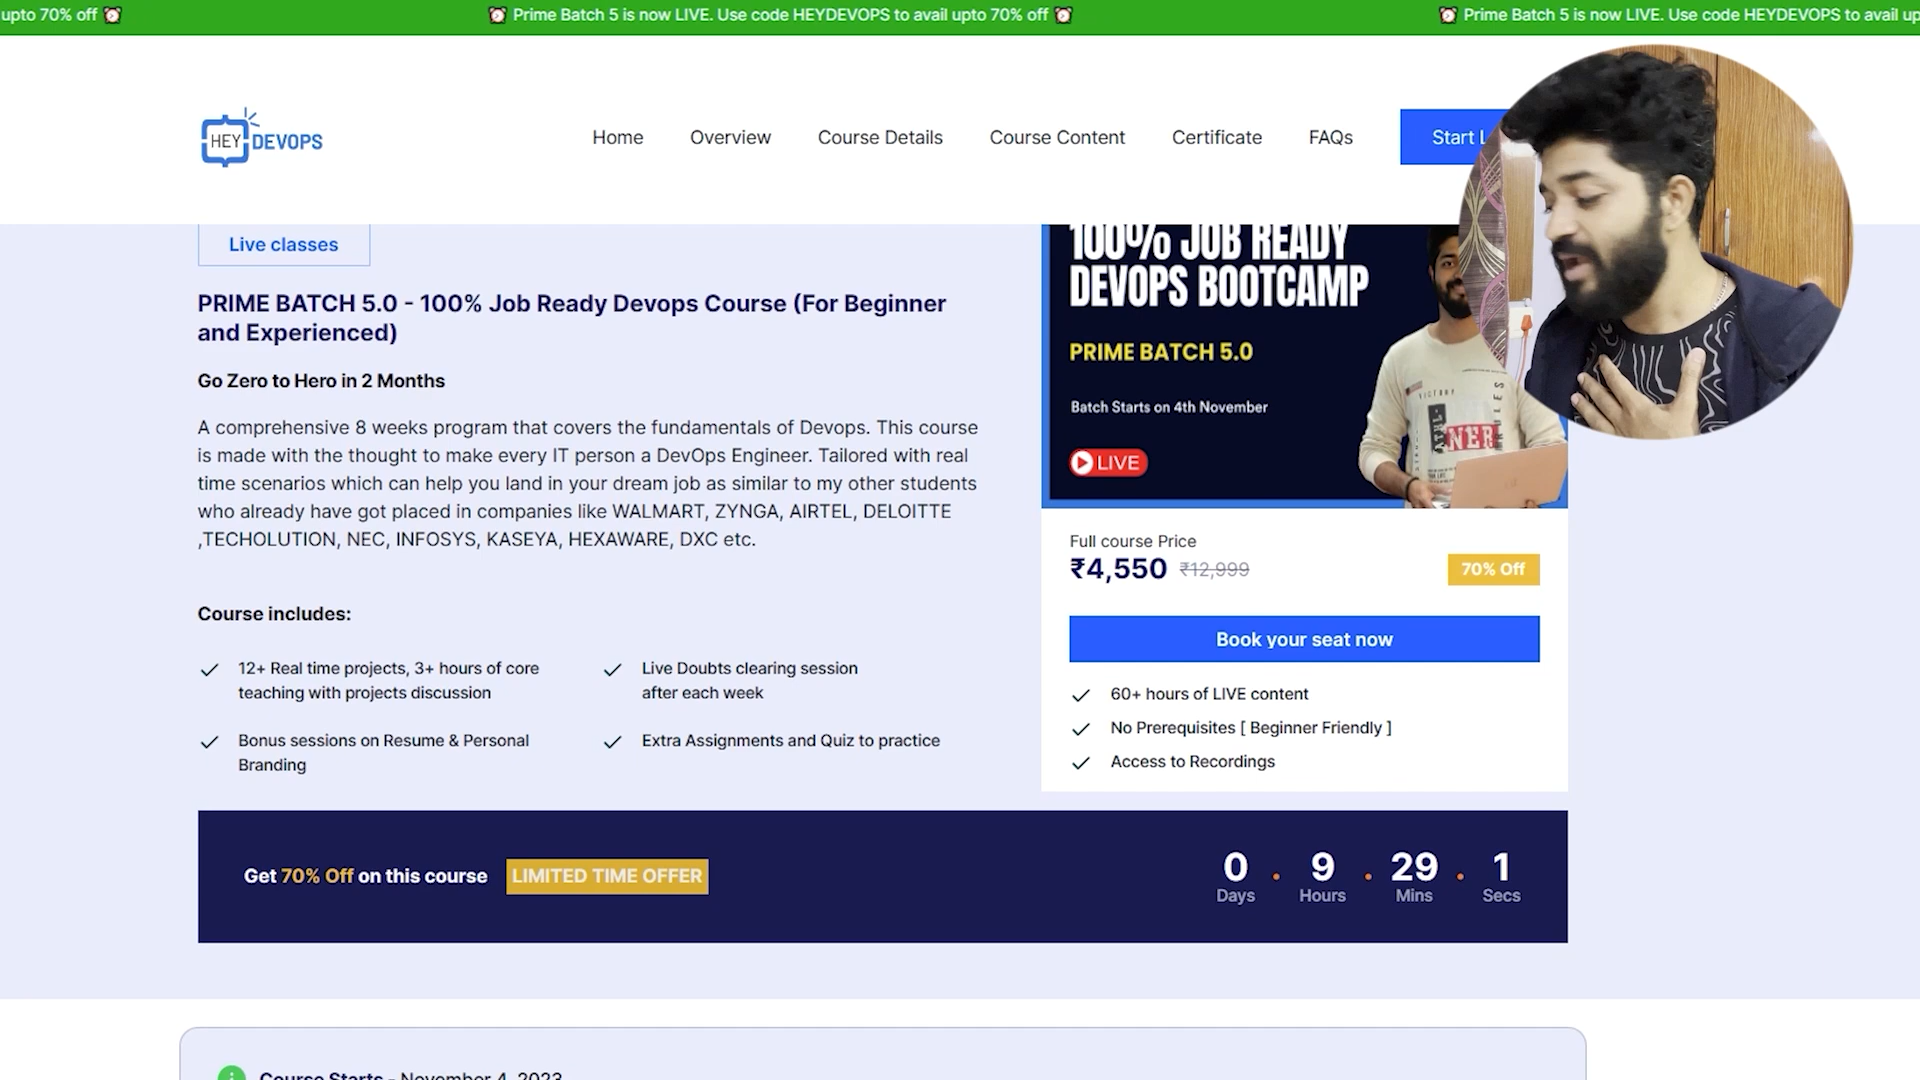 upto 70% off
Prime Batch 5 is now LIVE. Use code HEYDEVOPS to avail upto 70% off
Prime Batch 5 is now LIVE. Use code HEYDEVOPS to avail up
HEY DEVOPS
Home
Overview
Course Details
Course Content
Certificate
FAQs
Start L
Live classes
PRIME BATCH 5.0 - 100% Job Ready Devops Course (For Beginner
and Experienced)
Go Zero to Hero in 2 Months
A comprehensive 8 weeks program that covers the fundamentals of Devops. This course
is made with the thought to make every IT person a DevOps Engineer. Tailored with real
time scenarios which can help you land in your dream job as similar to my other students
who already have got placed in companies like WALMART, ZYNGA, AIRTEL, DELOITTE
,TECHOLUTION, NEC, INFOSYS, KASEYA, HEXAWARE, DXC etc.
Course includes:
12+ Real time projects, 3+ hours of core
teaching with projects discussion
Live Doubts clearing session
after each week
Bonus sessions on Resume & Personal
Branding
Extra Assignments and Quiz to practice
100% JOB READY
DEVOPS BOOTCAMP
PRIME BATCH 5.0
Batch Starts on 4th November
LIVE
Full course Price
₹4,550 ₹12,999
70% Off
Book your seat now
60+ hours of LIVE content
No Prerequisites [ Beginner Friendly ]
Access to Recordings
Get 70% Off on this course
LIMITED TIME OFFER
0 . 9 . 29 . 1
Days Hours Mins Secs
Course Starts - November 4, 2023